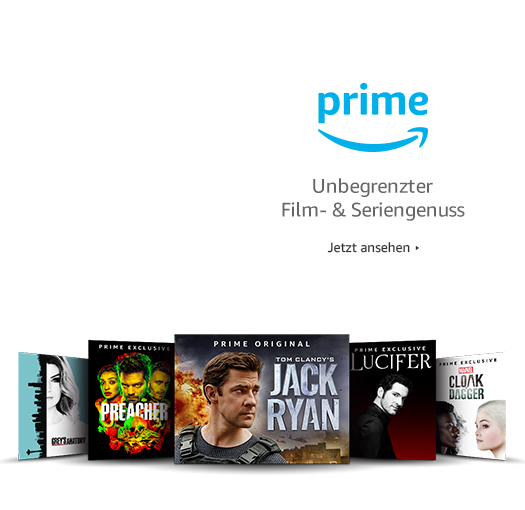 prime
Unbegrenzter
Film- & Seriengenuss
Jetzt ansehen
GREY'S ANATOMY
PRIME EXCLUSIVE
PREACHER
PRIME ORIGINAL
TOM CLANCY'S
JACK
RYAN
PRIME EXCLUSIVE
LUCIFER
PRIME EXCLUSIVE
MARVEL
CLOAK
DAGGER